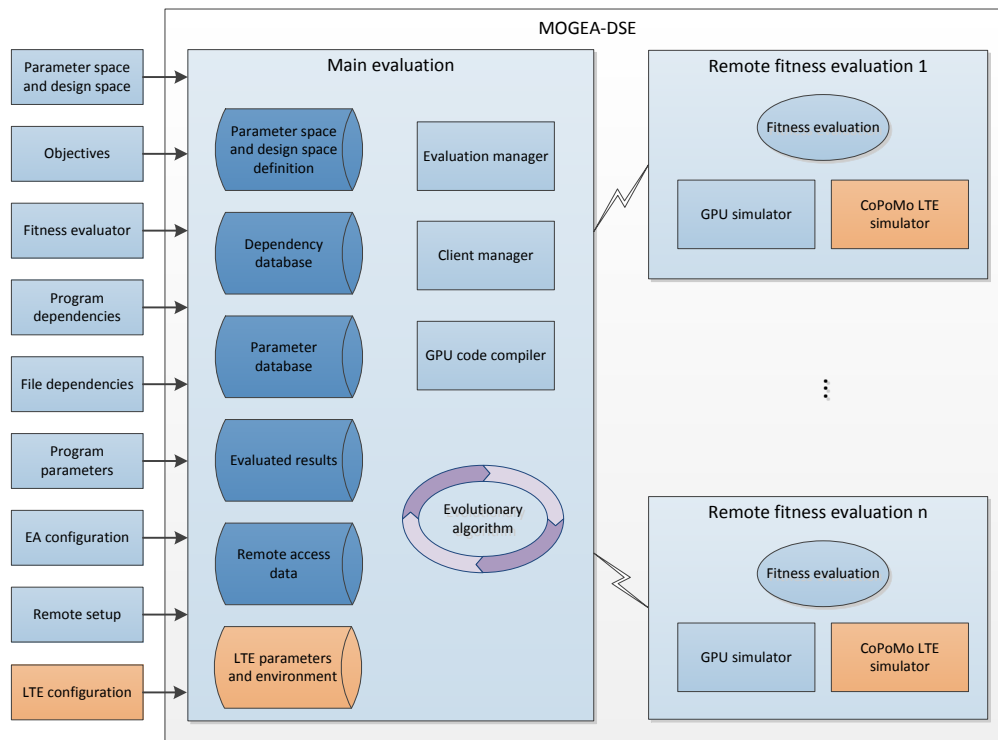 MOGEA-DSE
Parameter space
and design space
Objectives
Fitness evaluator
Program
dependencies
File dependencies
Program
parameters
EA configuration
Remote setup
LTE configuration
Main evaluation
Parameter space
and design space
definition
Dependency
database
Parameter
database
Evaluated results
Remote access
data
LTE parameters
and environment
Evaluation manager
Client manager
GPU code compiler
Evolutionary
algorithm
Remote fitness evaluation 1
Fitness evaluation
GPU simulator
CoPoMo LTE
simulator
...
Remote fitness evaluation n
Fitness evaluation
GPU simulator
CoPoMo LTE
simulator